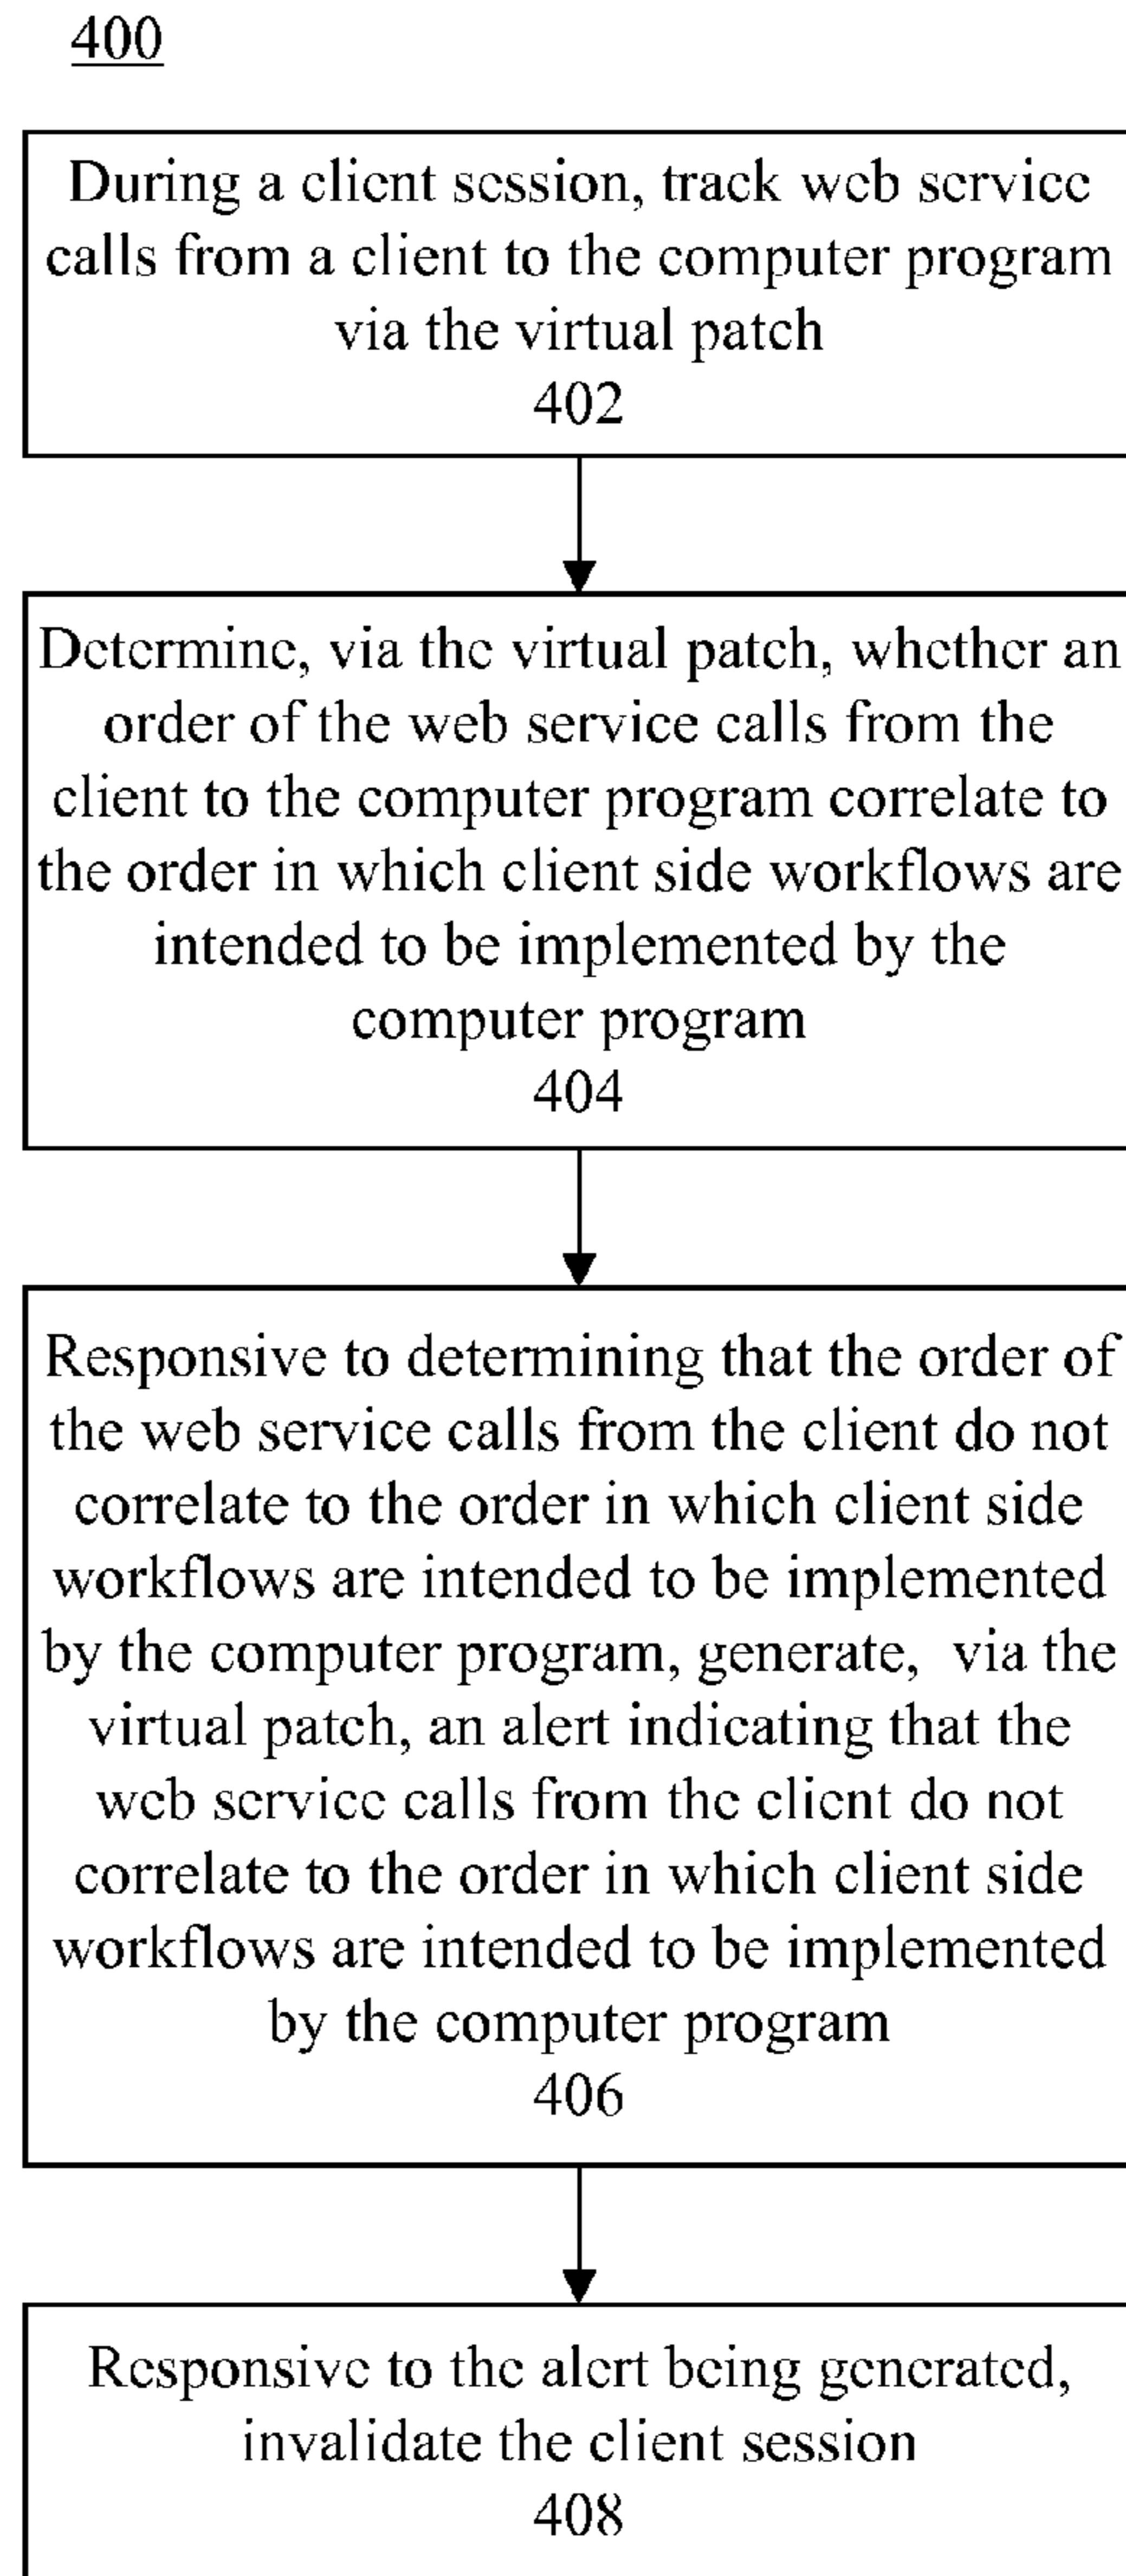 400
During a client session, track web service
calls from a client to the computer program
via the virtual patch
402
Determine, via the virtual patch, whether an
order of the web service calls from the
client to the computer program correlate to
the order in which client side workflows are
intended to be implemented by the
computer program
404
Responsive to determining that the order of
the web service calls from the client do not
correlate to the order in which client side
workflows are intended to be implemented
by the computer program, generate, via the
virtual patch, an alert indicating that the
web service calls from the client do not
correlate to the order in which client side
workflows are intended to be implemented
by the computer program
406
Responsive to the alert being generated,
invalidate the client session
408